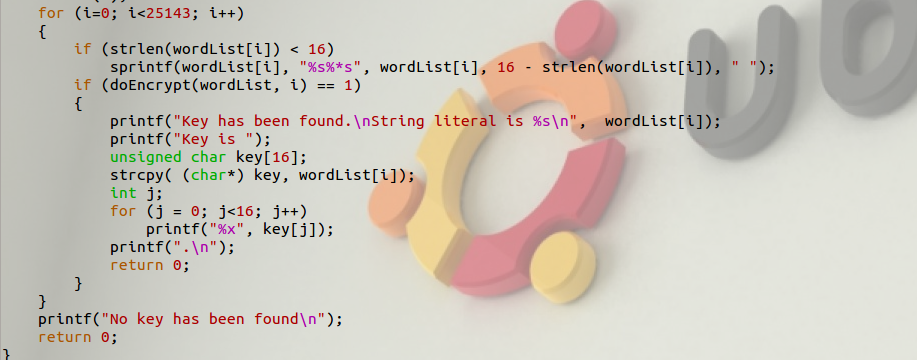 for (i=0; i<25143; i++)
{
if (strlen(wordList[i]) < 16)
sprintf(wordList[i], "%s%*s", wordList[i], 16 - strlen(wordList[i]), " ");
if (doEncrypt(wordList, i) == 1)
{
printf("Key has been found.\nString literal is %s\n",  wordList[i]);
printf("Key is ");
unsigned char key[16];
strcpy( (char*) key, wordList[i]);
int j;
for (j = 0; j<16; j++)
printf("%x", key[j]);
printf(".\n");
return 0;
}
}
printf("No key has been found\n");
return 0;
}